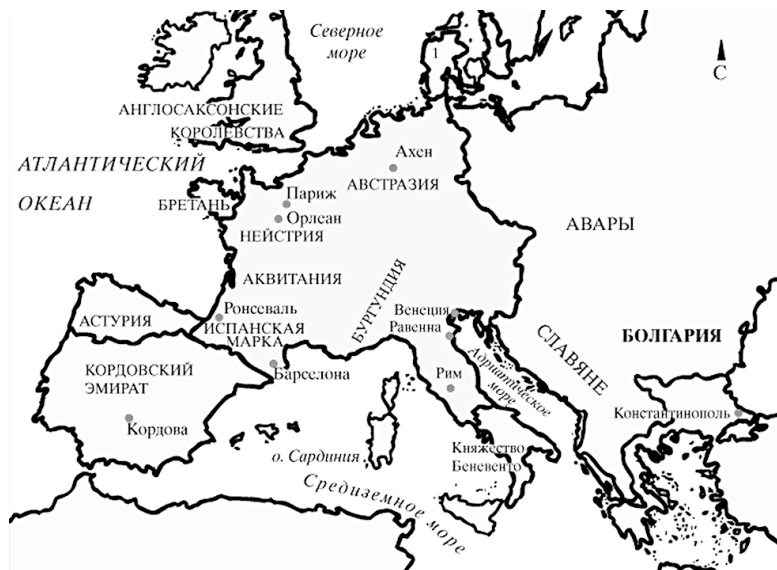 Северное
море
1
С
АНГЛОСАКСОНСКИЕ
КОРОЛЕВСТВА
АТЛАНТИЧЕСКИЙ
ОКЕАН
Ахен
АВСТРАЗИЯ
Париж
БРЕТАНЬ
Орлеан
НЕЙСТРИЯ
АВАРЫ
АКВИТАНИЯ
БУРГУНДИЯ
Ронсеваль
ИСПАНСКАЯ
МАРКА
АСТУРИЯ
Венеция
Равенна
СЛАВЯНЕ
БОЛГАРИЯ
КОРДОВСКИЙ
ЭМИРАТ
Барселона
Рим
Адриатическое
море
Константинополь
Кордова
о. Сардиния
Княжество
Беневенто
Средиземное море